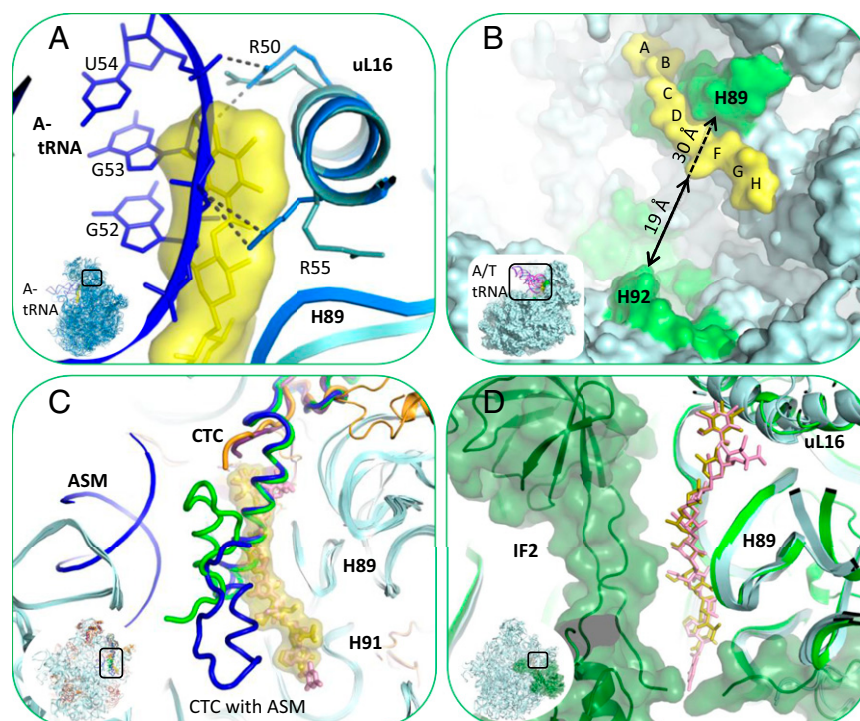 A
U54
R50
uL16
A-
tRNA
G53
G52
R55
A-
tRNA
H89
B
A
B
C
D
F
G
H
H89
30 Å
19 Å
A/T
tRNA
H92
C
CTC
ASM
H89
H91
CTC with ASM
D
uL16
IF2
H89